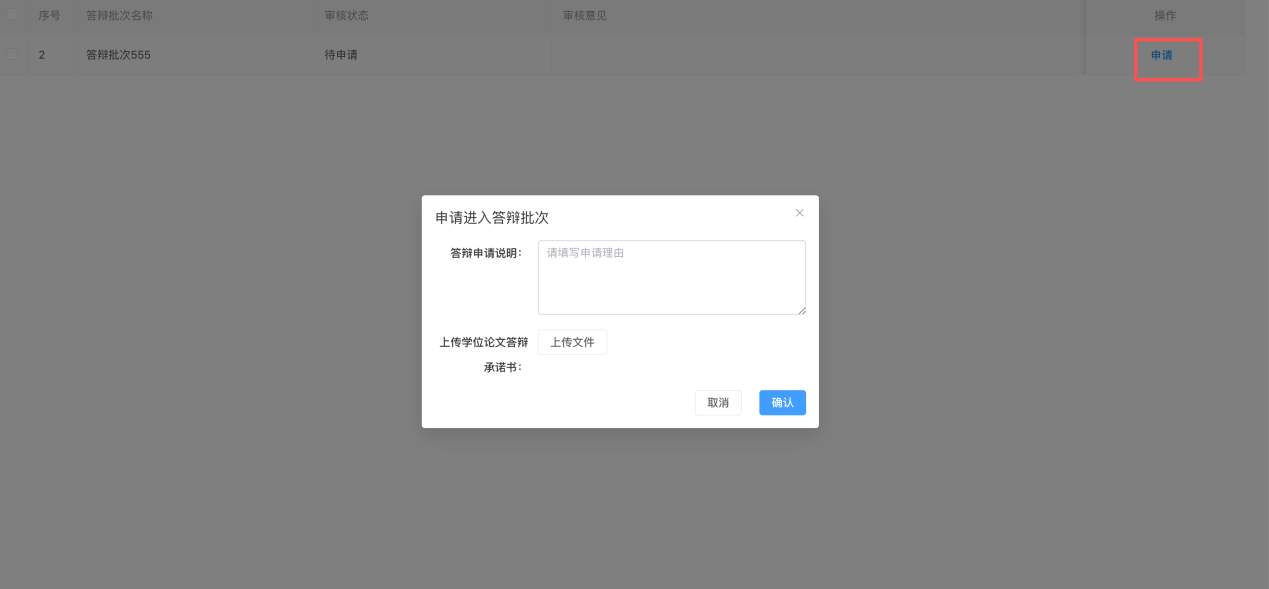 序号 答辩批次名称 审核状态 审核意见 操作
2 答辩批次555 待申请 申请
申请进入答辩批次
答辩申请说明： 请填写申请理由
上传学位论文答辩 上传文件
承诺书：
取消 确认